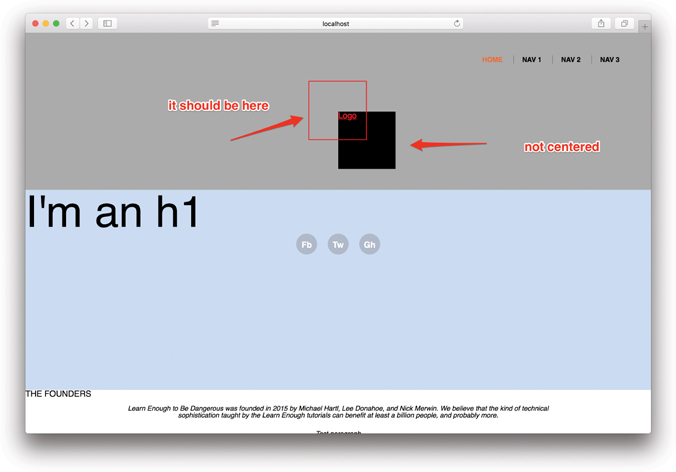 localhost
HOME NAV 1 NAV 2 NAV 3
it should be here
Logo
not centered
I'm an h1
Fb Tw Gh
THE FOUNDERS
Learn Enough to Be Dangerous was founded in 2015 by Michael Hartl, Lee Donahoe, and Nick Merwin. We believe that the kind of technical
sophistication taught by the Learn Enough tutorials can benefit at least a billion people, and probably more.
Test paragraph